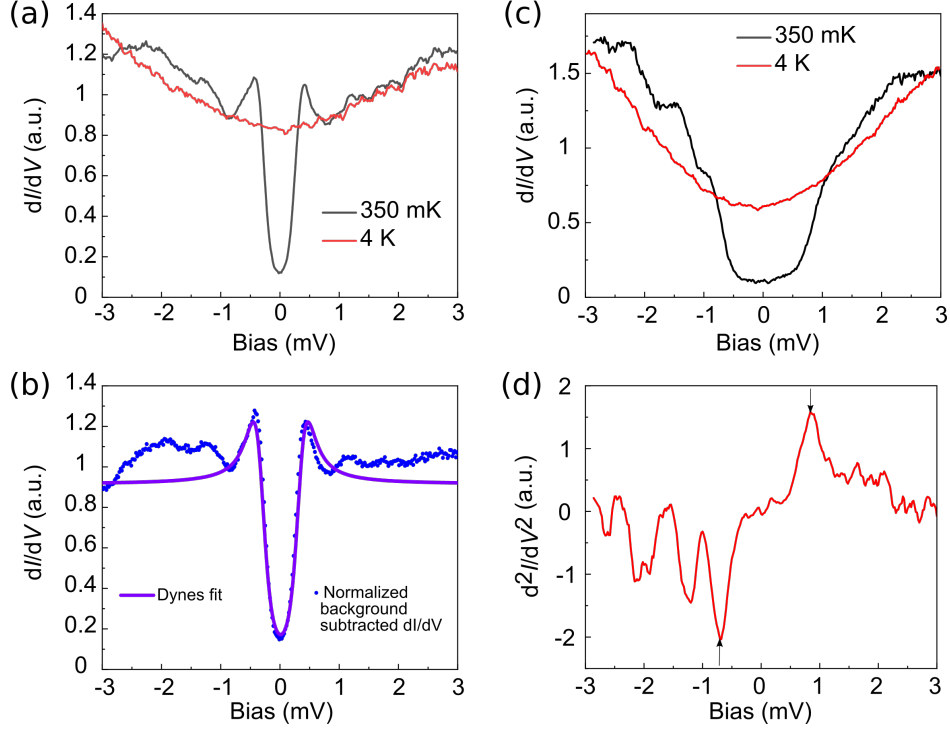 (a)
1.4
1.2
1.0
0.8
0.6
0.4
0.2
0
dI/dV (a.u.)
350 mK
4 K
-3 -2 -1 0 1 2 3
Bias (mV)
(c)
1.5
1
0.5
0
dI/dV (a.u.)
350 mK
4 K
-3 -2 -1 0 1 2 3
Bias (mV)
(b)
1.4
1.2
1.0
0.8
0.6
0.4
0.2
0
dI/dV (a.u.)
Dynes fit
Normalized
background
subtracted dI/dV
-3 -2 -1 0 1 2 3
Bias (mV)
(d)
2
1
0
-1
-2
d²I/dV² (a.u.)
-3 -2 -1 0 1 2 3
Bias (mV)